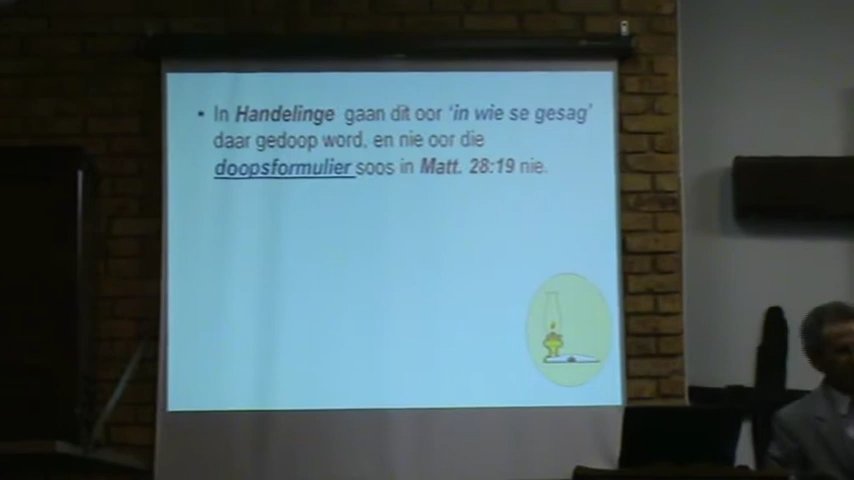 • In Handelinge gaan dit oor ‘in wie se gesag’
daar gedoop word, en nie oor die
doopsformulier soos in Matt. 28:19 nie.